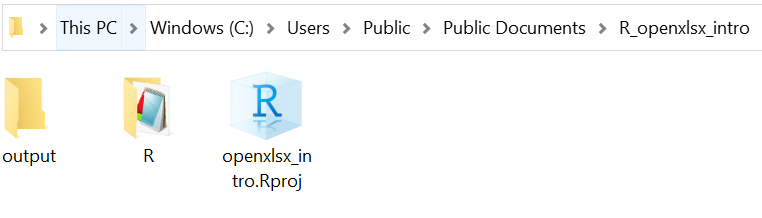 This PC > Windows (C:) > Users > Public > Public Documents > R_openxlsx_intro
R
output
R
openxlsx_in
tro.Rproj